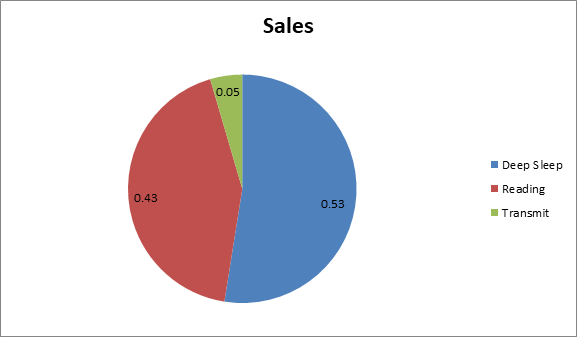 Sales
0.05
0.43
0.53
Deep Sleep
Reading
Transmit